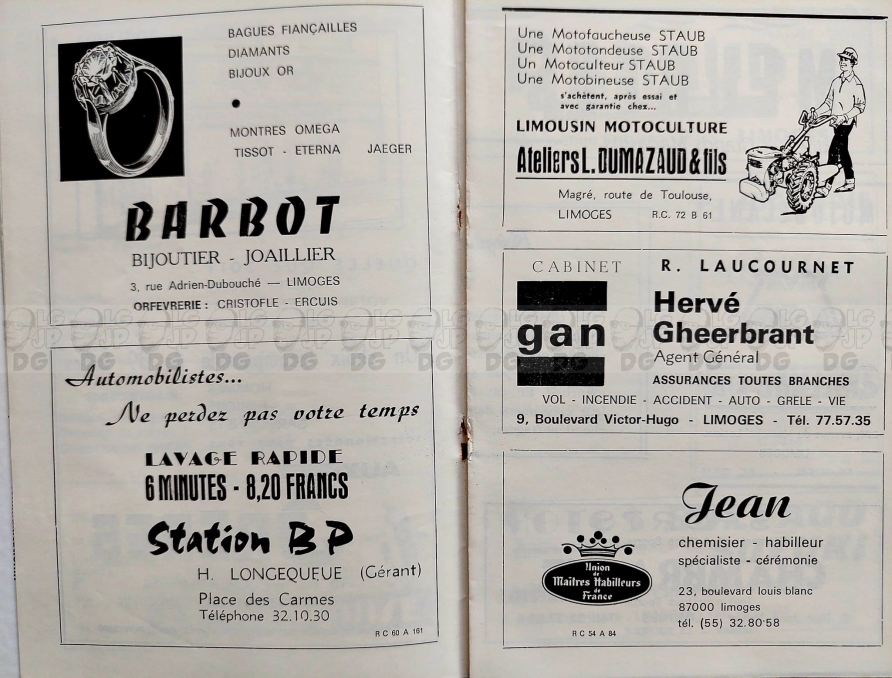 BAGUES FIANÇAILLES
DIAMANTS
BIJOUX OR
MONTRES OMEGA
TISSOT - ETERNA JAEGER
BARBOT
BIJOUTIER - JOAILLIER
3, rue Adrien-Dubouché — LIMOGES
ORFEVRERIE : CRISTOFLE - ERCUIS
Automobilistes...
Ne perdez pas votre temps
LAVAGE RAPIDE
6 MINUTES - 8,20 FRANCS
Station BP
H. LONGEQUEUE (Gérant)
Place des Carmes
Téléphone 32.10.30
R C 60 A 161
Une Motofaucheuse STAUB
Une Mototondeuse STAUB
Un Motoculteur STAUB
Une Motobineuse STAUB
s'achètent, après essai et
avec garantie chez...
LIMOUSIN MOTOCULTURE
Ateliers L. DUMAZAUD & fils
Magré, route de Toulouse,
LIMOGES R.C. 72 B 61
CABINET R. LAUCOURNET
gan
Hervé
Gheerbrant
Agent Général
ASSURANCES TOUTES BRANCHES
VOL - INCENDIE - ACCIDENT - AUTO - GRELE - VIE
9, Boulevard Victor-Hugo - LIMOGES - Tél. 77.57.35
Jean
chemisier - habilleur
spécialiste - cérémonie
Union
de
Maîtres Habilleurs
de
France
23, boulevard louis blanc
87000 limoges
tél. (55) 32.80.58
R C 54 A 84
LG JP DG